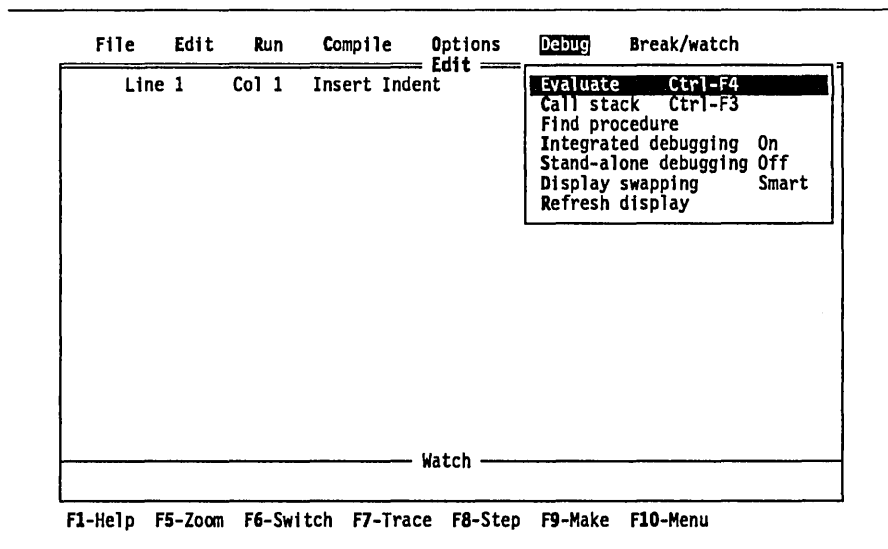 File Edit Run Compile Options Debug Break/watch
Edit
Line 1 Col 1 Insert Indent
Evaluate Ctrl-F4
Call stack Ctrl-F3
Find procedure
Integrated debugging On
Stand-alone debugging Off
Display swapping Smart
Refresh display
Watch
F1-Help F5-Zoom F6-Switch F7-Trace F8-Step F9-Make F10-Menu